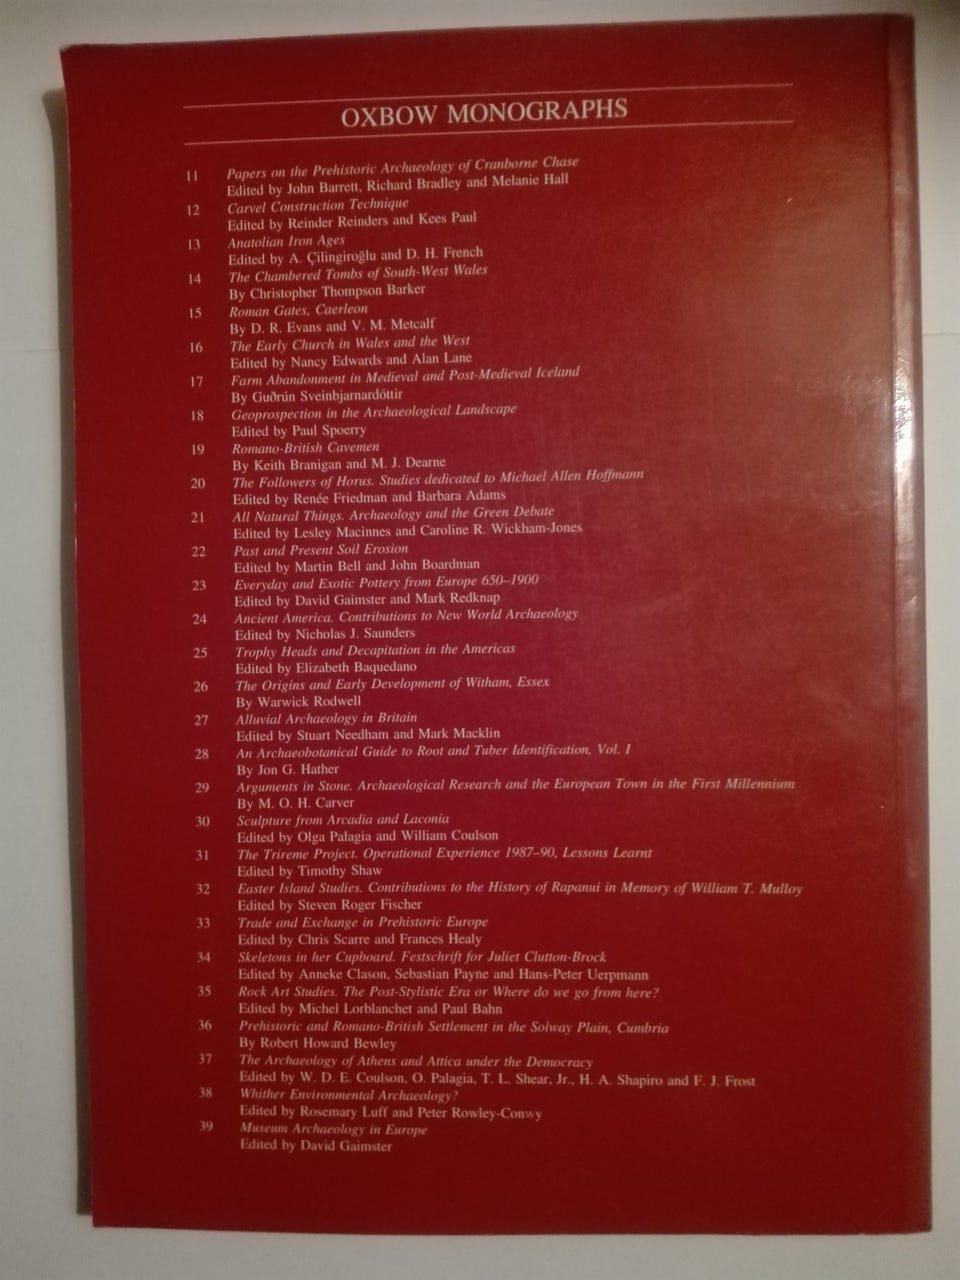 OXBOW MONOGRAPHS
11 Papers on the Prehistoric Archaeology of Cranborne Chase
Edited by John Barrett, Richard Bradley and Melanie Hall
12 Carvel Construction Technique
Edited by Reinder Reinders and Kees Paul
13 Anatolian Iron Ages
Edited by A. Çilingiroğlu and D. H. French
14 The Chambered Tombs of South-West Wales
By Christopher Thompson Barker
15 Roman Gates, Caerleon
By D. R. Evans and V. M. Metcalf
16 The Early Church in Wales and the West
Edited by Nancy Edwards and Alan Lane
17 Farm Abandonment in Medieval and Post-Medieval Iceland
By Guðrún Sveinbjarnardóttir
18 Geoprospection in the Archaeological Landscape
Edited by Paul Spoerry
19 Romano-British Cavemen
By Keith Branigan and M. J. Dearne
20 The Followers of Horus. Studies dedicated to Michael Allen Hoffmann
Edited by Renée Friedman and Barbara Adams
21 All Natural Things. Archaeology and the Green Debate
Edited by Lesley Macinnes and Caroline R. Wickham-Jones
22 Past and Present Soil Erosion
Edited by Martin Bell and John Boardman
23 Everyday and Exotic Pottery from Europe 650–1900
Edited by David Gaimster and Mark Redknap
24 Ancient America. Contributions to New World Archaeology
Edited by Nicholas J. Saunders
25 Trophy Heads and Decapitation in the Americas
Edited by Elizabeth Baquedano
26 The Origins and Early Development of Witham, Essex
By Warwick Rodwell
27 Alluvial Archaeology in Britain
Edited by Stuart Needham and Mark Macklin
28 An Archaeobotanical Guide to Root and Tuber Identification, Vol. I
By Jon G. Hather
29 Arguments in Stone. Archaeological Research and the European Town in the First Millennium
By M. O. H. Carver
30 Sculpture from Arcadia and Laconia
Edited by Olga Palagia and William Coulson
31 The Trireme Project. Operational Experience 1987–90, Lessons Learnt
Edited by Timothy Shaw
32 Easter Island Studies. Contributions to the History of Rapanui in Memory of William T. Mulloy
Edited by Steven Roger Fischer
33 Trade and Exchange in Prehistoric Europe
Edited by Chris Scarre and Frances Healy
34 Skeletons in her Cupboard. Festschrift for Juliet Clutton-Brock
Edited by Anneke Clason, Sebastian Payne and Hans-Peter Uerpmann
35 Rock Art Studies. The Post-Stylistic Era or Where do we go from here?
Edited by Michel Lorblanchet and Paul Bahn
36 Prehistoric and Romano-British Settlement in the Solway Plain, Cumbria
By Robert Howard Bewley
37 The Archaeology of Athens and Attica under the Democracy
Edited by W. D. E. Coulson, O. Palagia, T. L. Shear, Jr., H. A. Shapiro and F. J. Frost
38 Whither Environmental Archaeology?
Edited by Rosemary Luff and Peter Rowley-Conwy
39 Museum Archaeology in Europe
Edited by David Gaimster